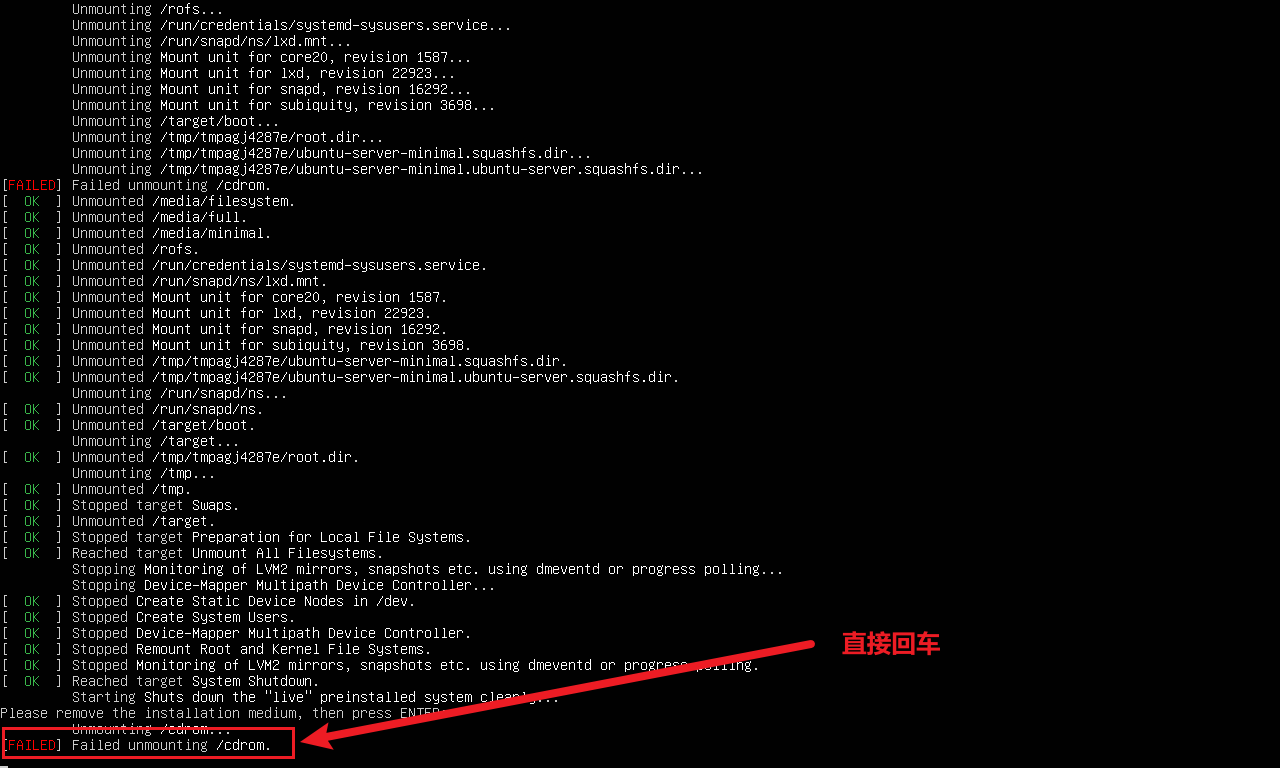 Unmounting /rofs...
Unmounting /run/credentials/systemd-sysusers.service...
Unmounting /run/snapd/ns/lxd.mnt...
Unmounting Mount unit for core20, revision 1587...
Unmounting Mount unit for lxd, revision 22923...
Unmounting Mount unit for snapd, revision 16292...
Unmounting Mount unit for subiquity, revision 3698...
Unmounting /target/boot...
Unmounting /tmp/tmpagj4287e/root.dir...
Unmounting /tmp/tmpagj4287e/ubuntu-server-minimal.squashfs.dir...
Unmounting /tmp/tmpagj4287e/ubuntu-server-minimal.ubuntu-server.squashfs.dir...
[FAILED] Failed unmounting /cdrom.
[  OK  ] Unmounted /media/filesystem.
[  OK  ] Unmounted /media/full.
[  OK  ] Unmounted /media/minimal.
[  OK  ] Unmounted /rofs.
[  OK  ] Unmounted /run/credentials/systemd-sysusers.service.
[  OK  ] Unmounted /run/snapd/ns/lxd.mnt.
[  OK  ] Unmounted Mount unit for core20, revision 1587.
[  OK  ] Unmounted Mount unit for lxd, revision 22923.
[  OK  ] Unmounted Mount unit for snapd, revision 16292.
[  OK  ] Unmounted Mount unit for subiquity, revision 3698.
[  OK  ] Unmounted /tmp/tmpagj4287e/ubuntu-server-minimal.squashfs.dir.
[  OK  ] Unmounted /tmp/tmpagj4287e/ubuntu-server-minimal.ubuntu-server.squashfs.dir.
Unmounting /run/snapd/ns...
[  OK  ] Unmounted /run/snapd/ns.
[  OK  ] Unmounted /target/boot.
Unmounting /target...
[  OK  ] Unmounted /tmp/tmpagj4287e/root.dir.
Unmounting /tmp...
[  OK  ] Unmounted /tmp.
[  OK  ] Stopped target Swaps.
[  OK  ] Unmounted /target.
[  OK  ] Stopped target Preparation for Local File Systems.
[  OK  ] Reached target Unmount All Filesystems.
Stopping Monitoring of LVM2 mirrors, snapshots etc. using dmeventd or progress polling...
Stopping Device-Mapper Multipath Device Controller...
[  OK  ] Stopped Create Static Device Nodes in /dev.
[  OK  ] Stopped Create System Users.
[  OK  ] Stopped Device-Mapper Multipath Device Controller.
[  OK  ] Stopped Remount Root and Kernel File Systems.
直接回车
[  OK  ] Stopped Monitoring of LVM2 mirrors, snapshots etc. using dmeventd or progress polling.
[  OK  ] Reached target System Shutdown.
Starting Shuts down the "live" preinstalled system cleanly...
Please remove the installation medium, then press ENTER
Unmounting /cdrom...
[FAILED] Failed unmounting /cdrom.